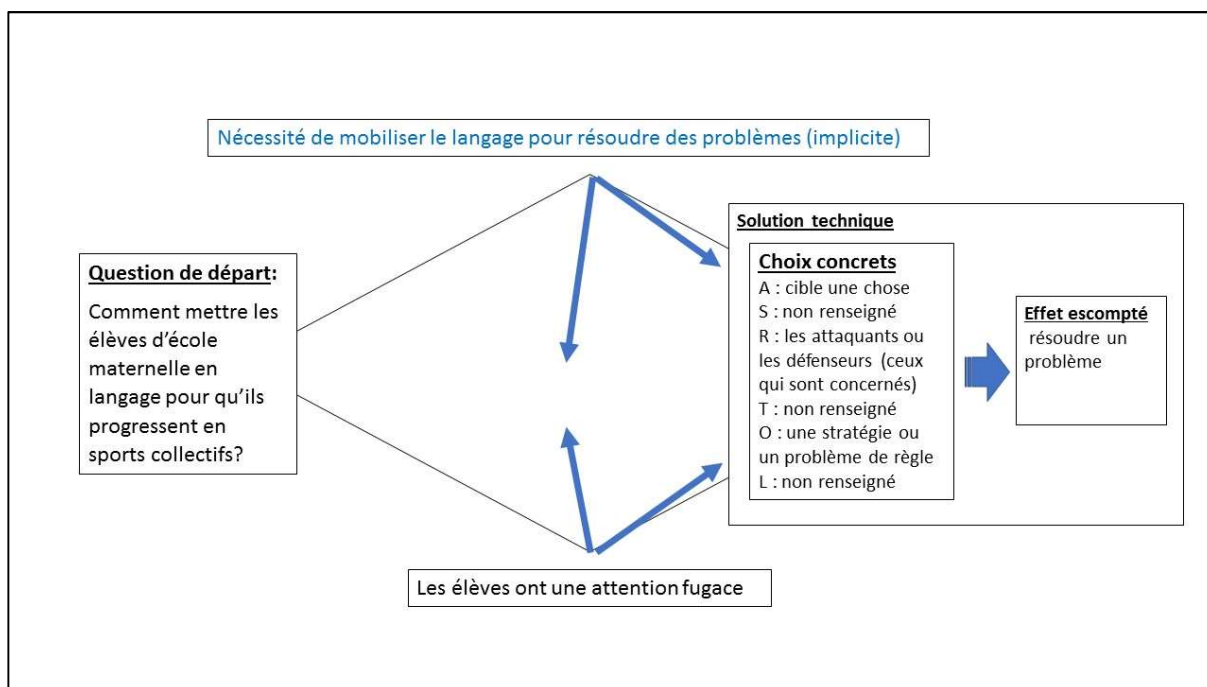 Nécessité de mobiliser le langage pour résoudre des problèmes (implicite)
Question de départ:
Comment mettre les
élèves d'école
maternelle en
langage pour qu'ils
progressent en
sports collectifs?
Solution technique
Choix concrets
A : cible une chose
S : non renseigné
R : les attaquants ou
les défenseurs (ceux
qui sont concernés)
T : non renseigné
O : une stratégie ou
un problème de règle
L : non renseigné
Effet escompté
résoudre un
problème
Les élèves ont une attention fugace